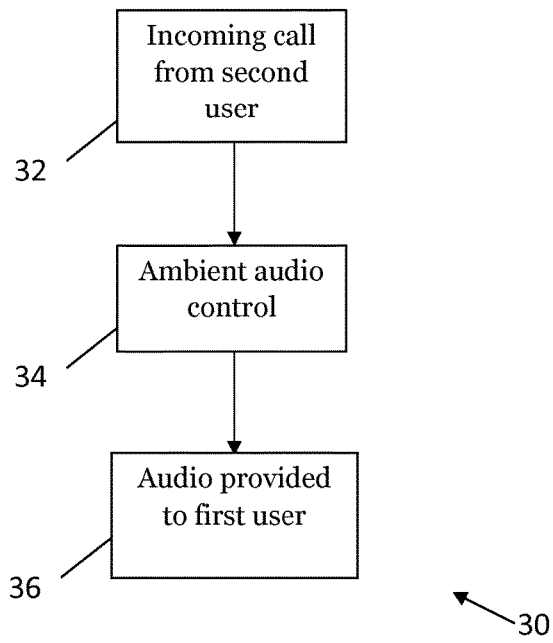 Incoming call
from second
user
32
Ambient audio
control
34
Audio provided
to first user
36
30